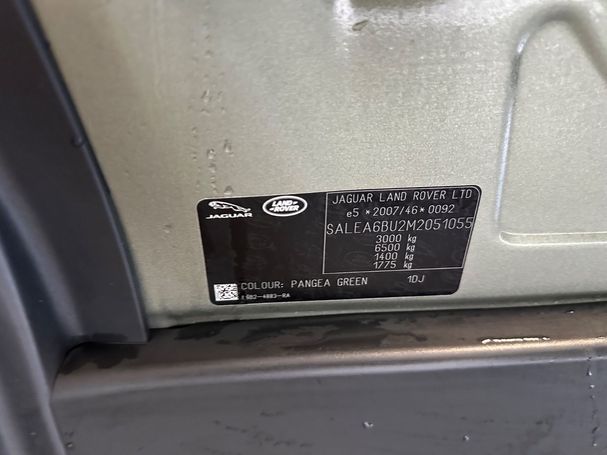 JAGUAR
LAND-
ROVER
JAGUAR LAND ROVER LTD
e5 *2007/46*0092
SALEA6BU2M2051055
3000 kg
6500 kg
1400 kg
1775 kg
COLOUR: PANGEA GREEN 1DJ